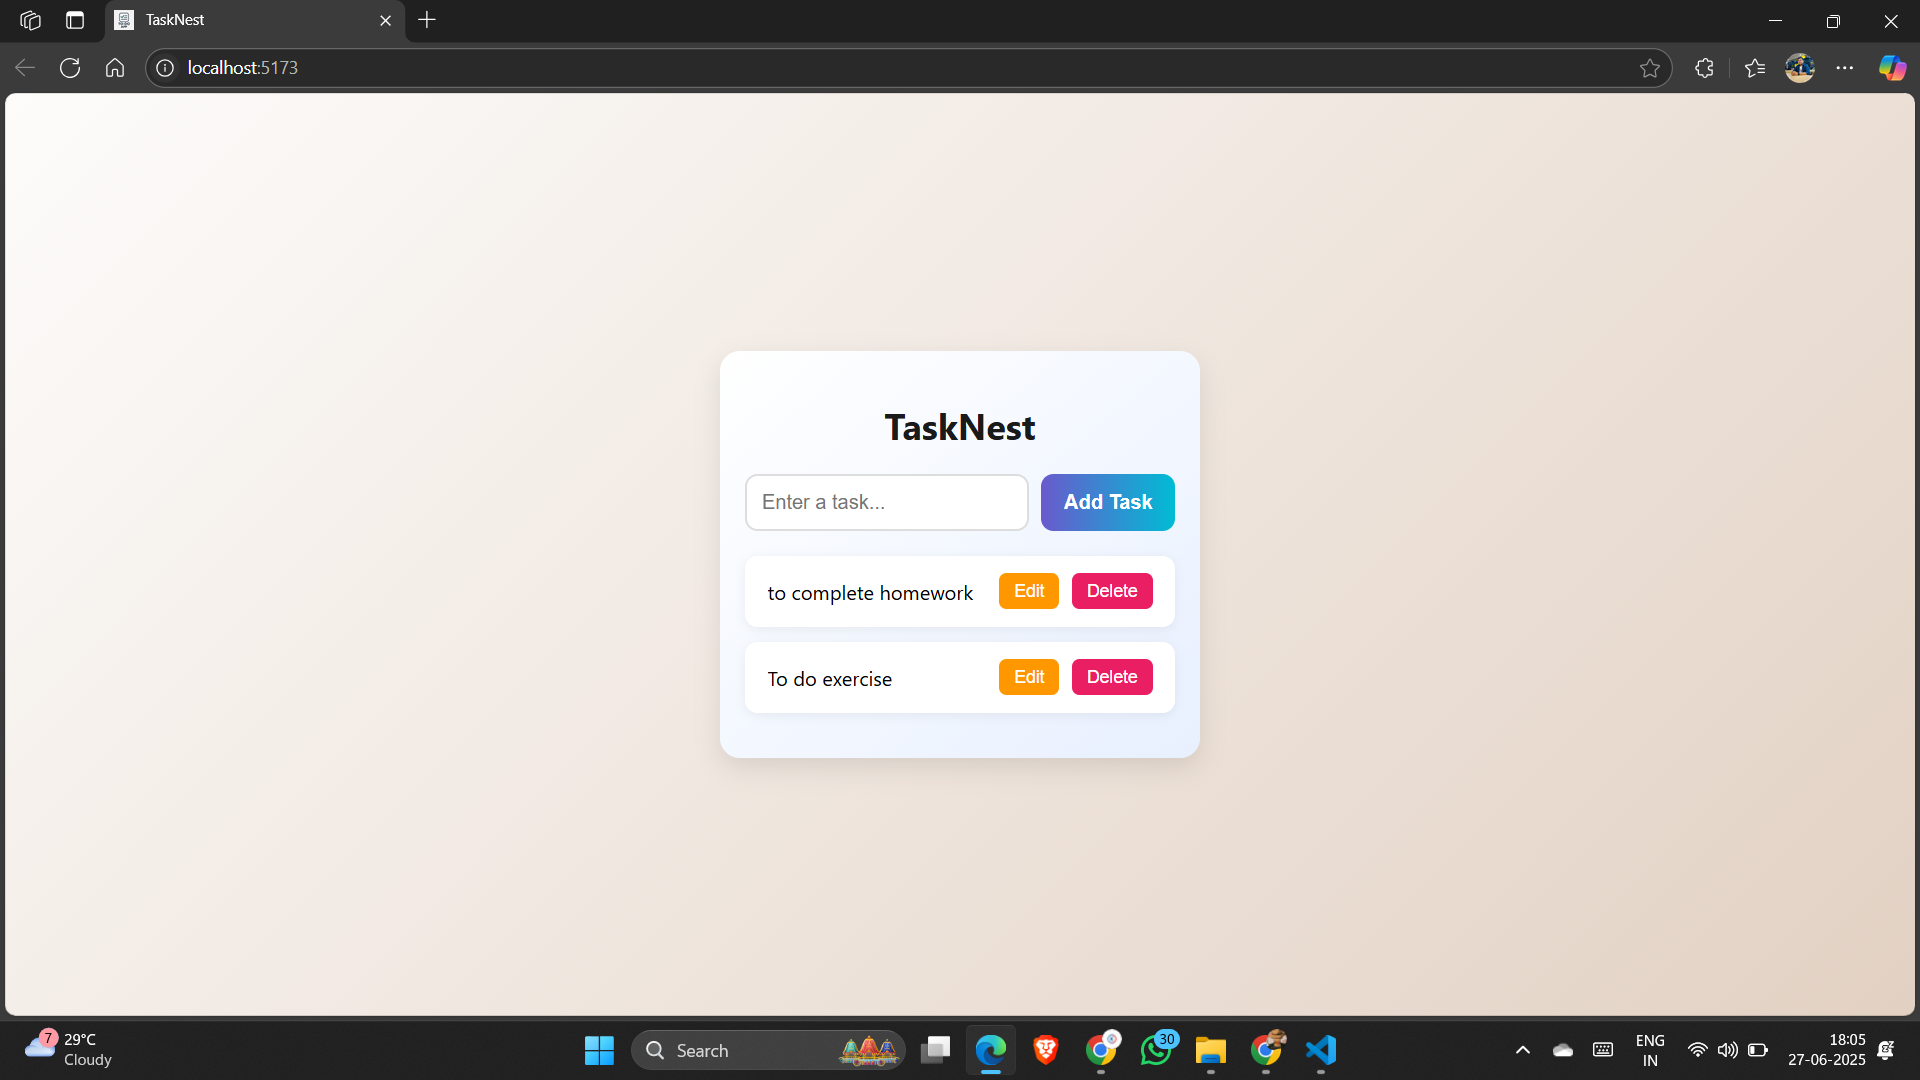 TaskNest
localhost:5173
TaskNest
Enter a task...
Add Task
to complete homework
Edit
Delete
To do exercise
Edit
Delete
7
29°C
Cloudy
Search
30
ENG
IN
18:05
27-06-2025